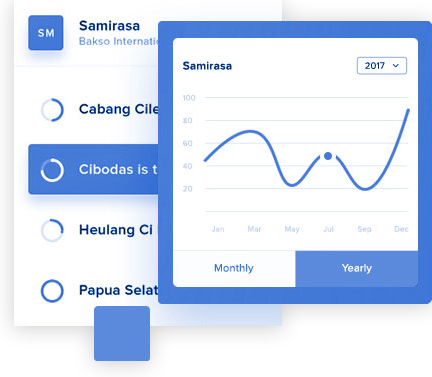 SM
Samirasa
Bakso Internatio
Cabang Cile
Cibodas is t
Heulang Ci
Papua Selat
Samirasa
2017
100
80
60
40
20
Jan Mar May Jul Sep Dec
Monthly Yearly